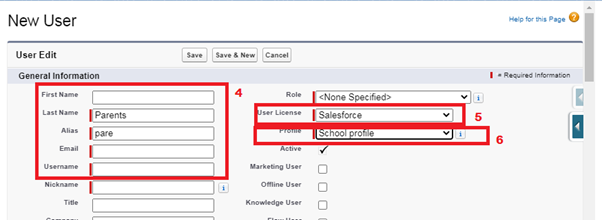 New User
Help for this Page
User Edit Save Save & New Cancel
General Information = Required Information
First Name 4 Role <None Specified>
Last Name Parents User License Salesforce 5
Alias pare Profile School profile 6
Email Active
Username Marketing User
Nickname Offline User
Title Knowledge User